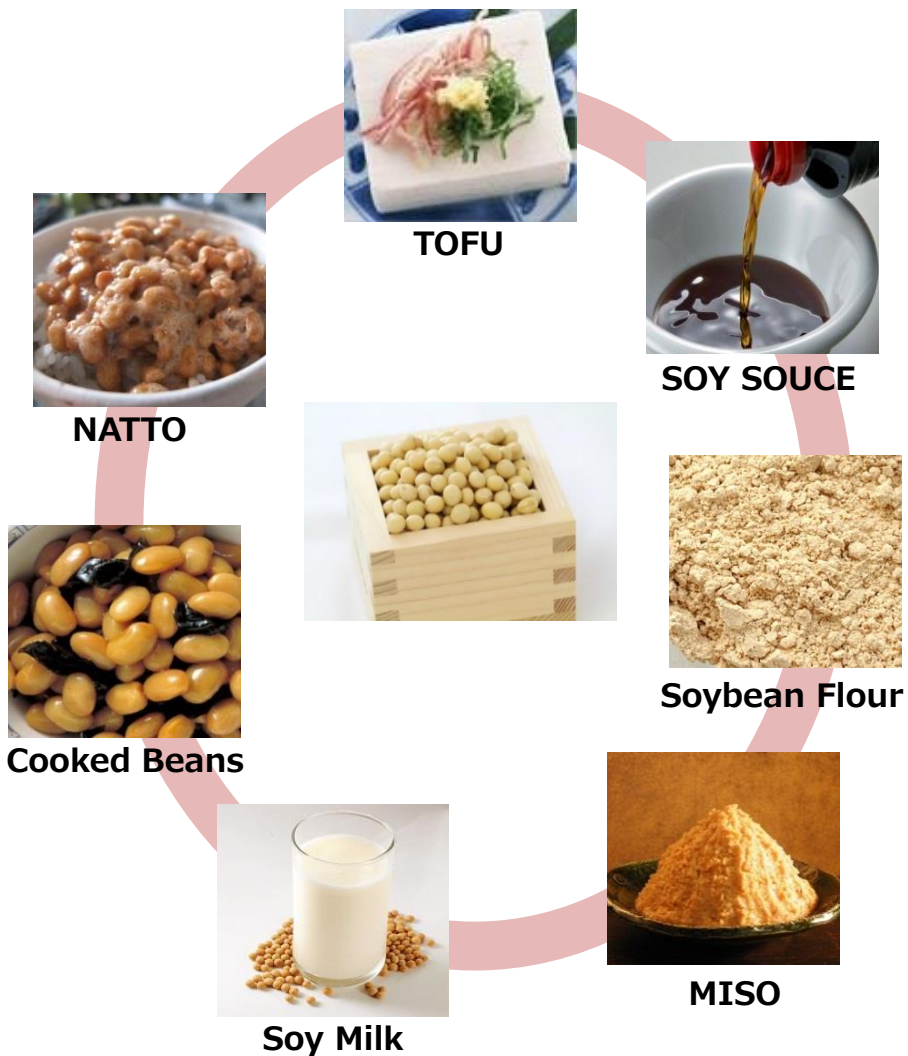 TOFU
SOY SOUCE
NATTO
Soybean Flour
Cooked Beans
MISO
Soy Milk